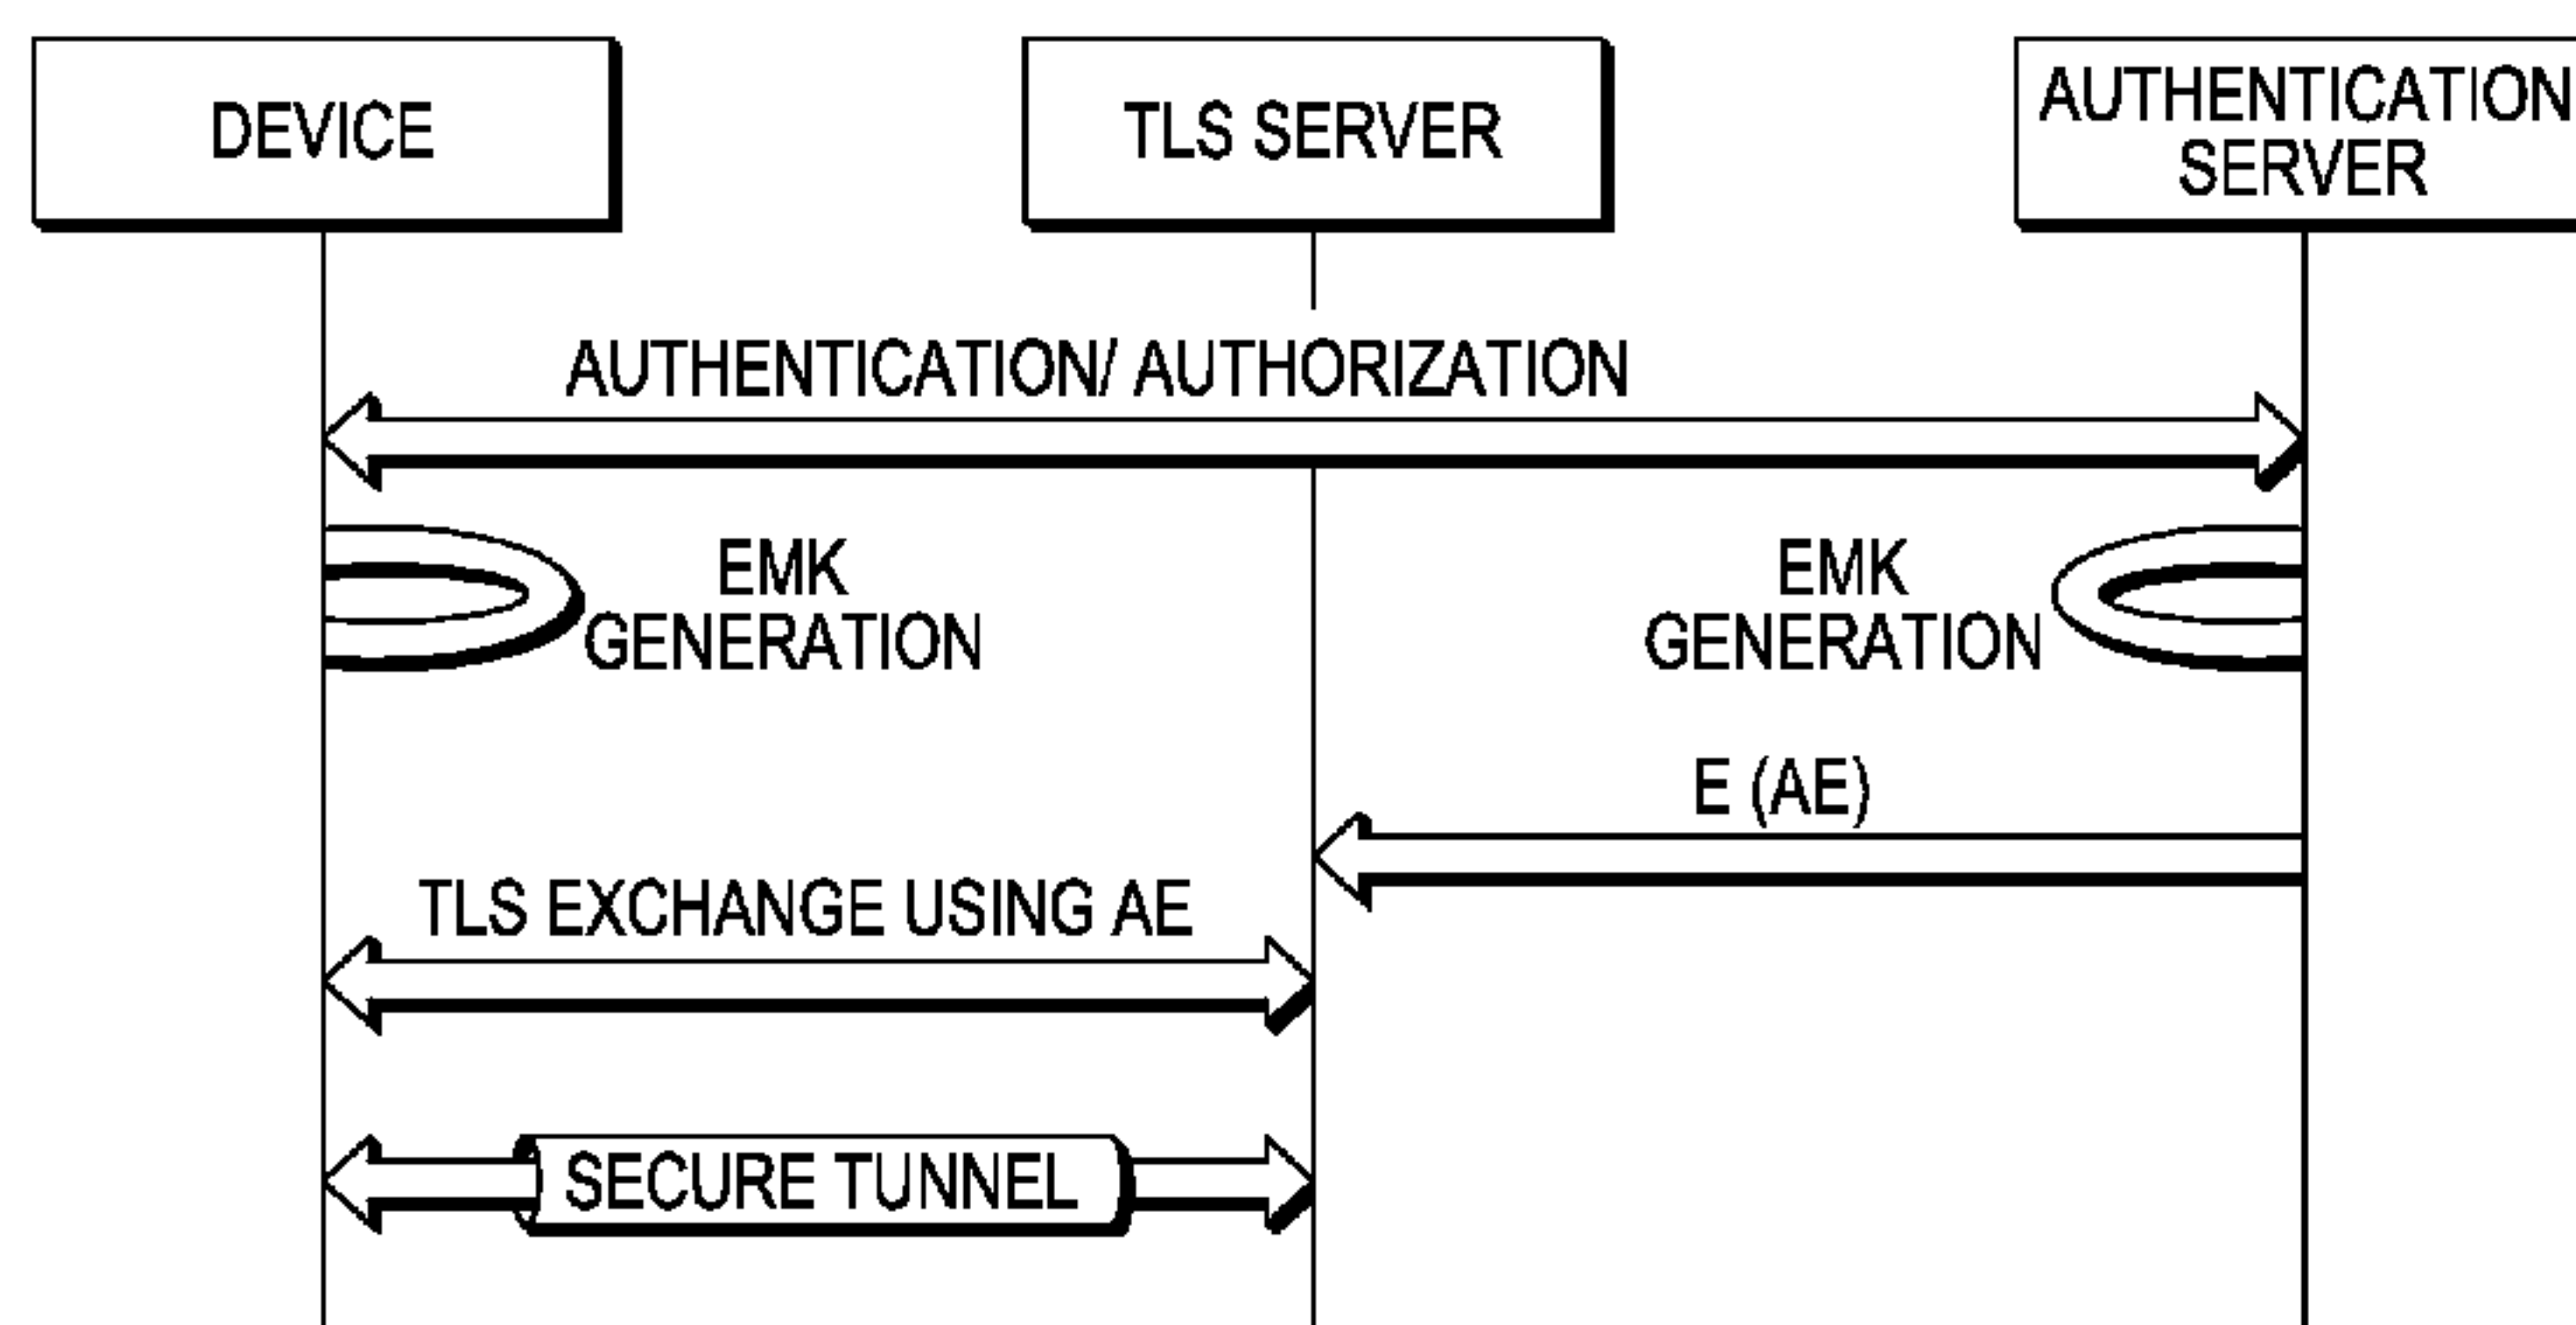 DEVICE
TLS SERVER
AUTHENTICATION
SERVER
AUTHENTICATION/ AUTHORIZATION
EMK
GENERATION
EMK
GENERATION
E (AE)
TLS EXCHANGE USING AE
SECURE TUNNEL